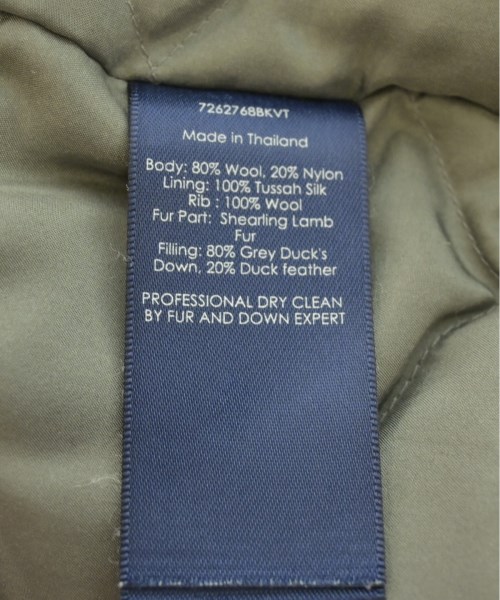 7262768BKVT
Made in Thailand
Body: 80% Wool, 20% Nylon
Lining: 100% Tussah Silk
Rib : 100% Wool
Fur Part: Shearling Lamb
Fur
Filling: 80% Grey Duck's
Down, 20% Duck feather
PROFESSIONAL DRY CLEAN
BY FUR AND DOWN EXPERT